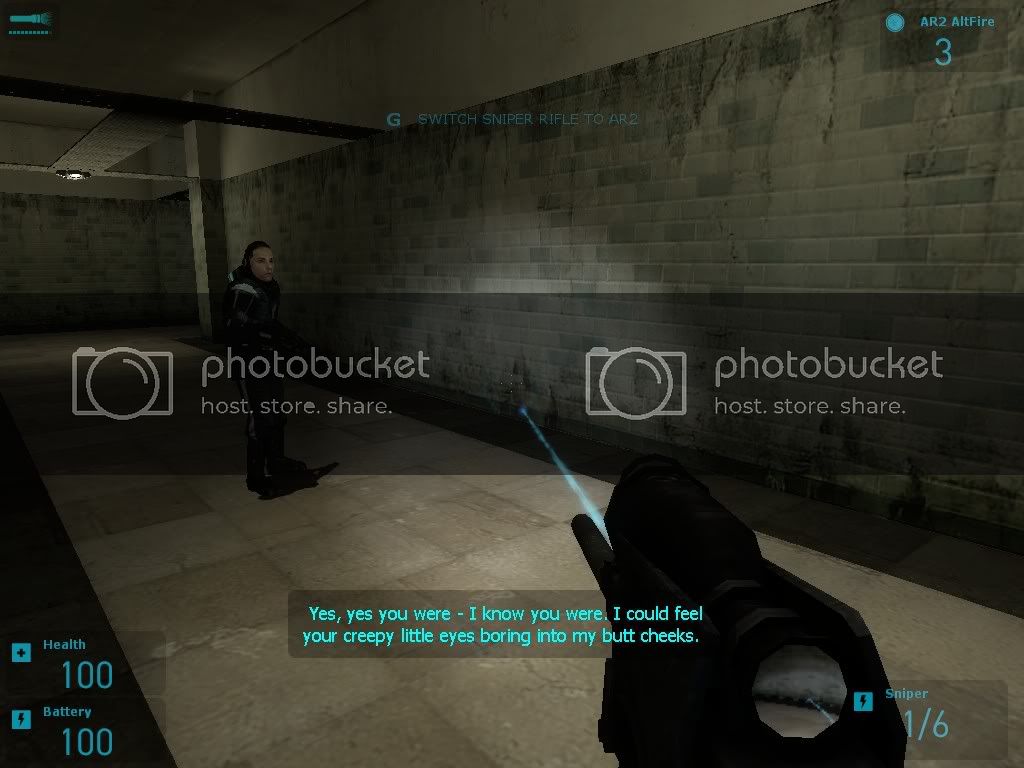 AR2 AltFire
3
G SWITCH SNIPER RIFLE TO AR2
photobucket
host. store. share.
photobucket
host. store. share.
Yes, yes you were - I know you were. I could feel
your creepy little eyes boring into my butt cheeks.
Health
100
Battery
100
Sniper
1/6